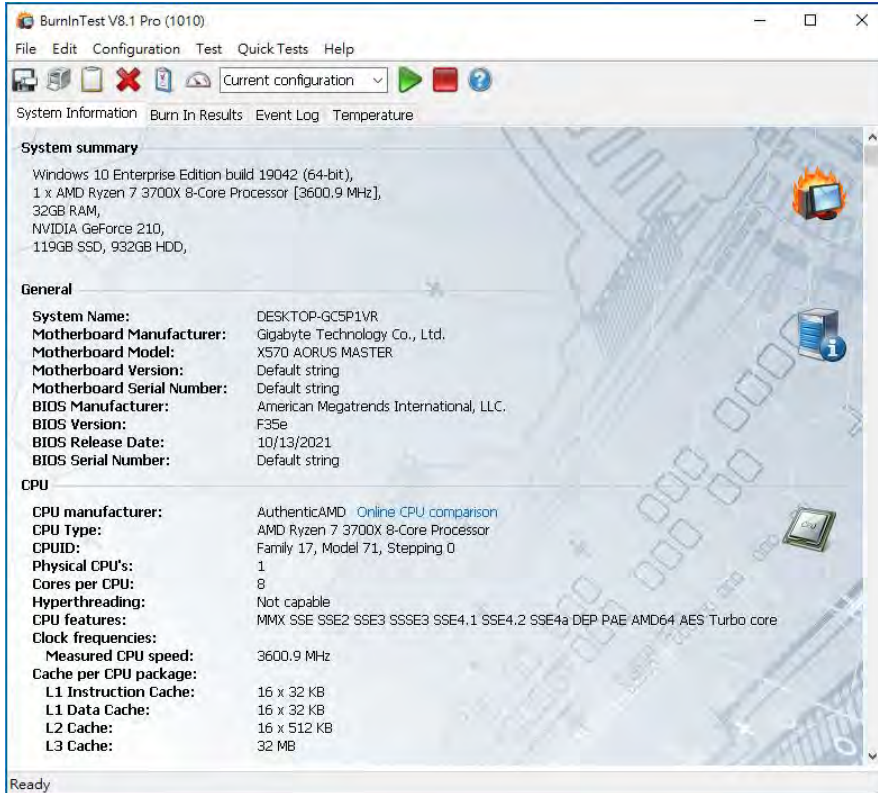 BurnInTest V8.1 Pro (1010)
File Edit Configuration Test Quick Tests Help
Current configuration
System Information Burn In Results Event Log Temperature
System summary
Windows 10 Enterprise Edition build 19042 (64-bit),
1 x AMD Ryzen 7 3700X 8-Core Processor [3600.9 MHz],
32GB RAM,
NVIDIA GeForce 210,
119GB SSD, 932GB HDD,
General
System Name: DESKTOP-GC5P1VR
Motherboard Manufacturer: Gigabyte Technology Co., Ltd.
Motherboard Model: X570 AORUS MASTER
Motherboard Version: Default string
Motherboard Serial Number: Default string
BIOS Manufacturer: American Megatrends International, LLC.
BIOS Version: F35e
BIOS Release Date: 10/13/2021
BIOS Serial Number: Default string
CPU
CPU manufacturer: AuthenticAMD Online CPU comparison
CPU Type: AMD Ryzen 7 3700X 8-Core Processor
CPUID: Family 17, Model 71, Stepping 0
Physical CPU's: 1
Cores per CPU: 8
Hyperthreading: Not capable
CPU features: MMX SSE SSE2 SSE3 SSSE3 SSE4.1 SSE4.2 SSE4a DEP PAE AMD64 AES Turbo core
Clock frequencies:
Measured CPU speed: 3600.9 MHz
Cache per CPU package:
L1 Instruction Cache: 16 x 32 KB
L1 Data Cache: 16 x 32 KB
L2 Cache: 16 x 512 KB
L3 Cache: 32 MB
Ready